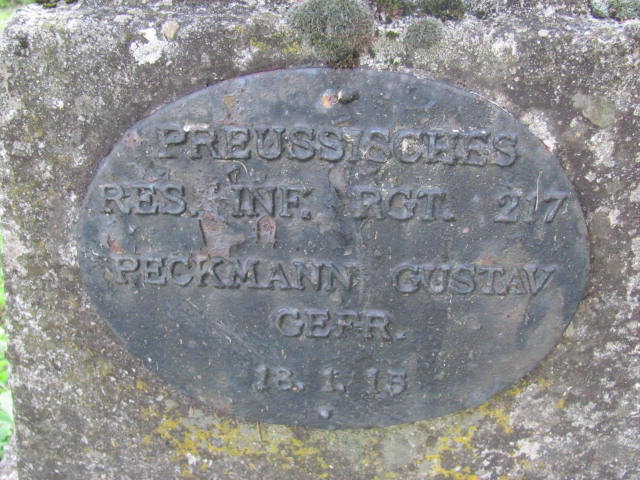 PREUSSISCHES
RES. INF. RGT. 217
PECKMANN GUSTAV
GEFR.
18. 1. 15